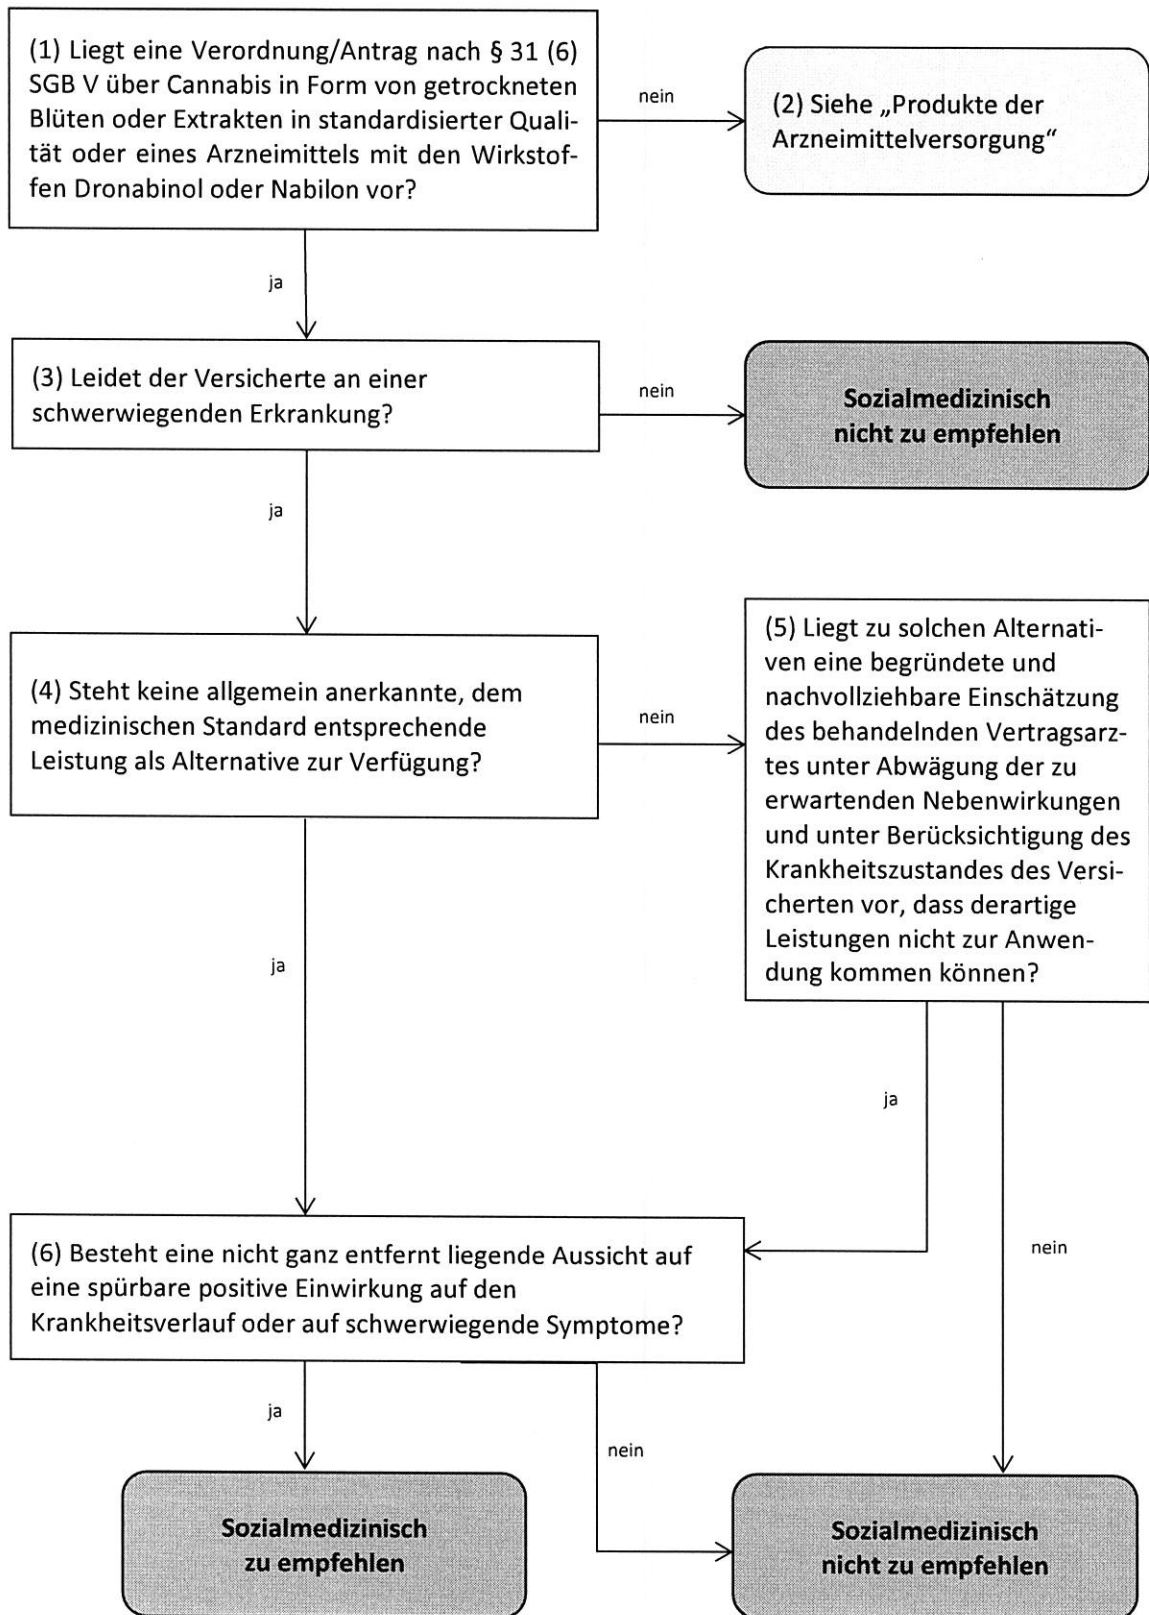 (1) Liegt eine Verordnung/Antrag nach § 31 (6)
SGB V über Cannabis in Form von getrockneten
Blüten oder Extrakten in standardisierter Quali-
tät oder eines Arzneimittels mit den Wirkstof-
fen Dronabinol oder Nabilon vor?
nein
(2) Siehe „Produkte der
Arzneimittelversorgung“
ja
(3) Leidet der Versicherte an einer
schwerwiegenden Erkrankung?
nein
Sozialmedizinisch
nicht zu empfehlen
ja
(4) Steht keine allgemein anerkannte, dem
medizinischen Standard entsprechende
Leistung als Alternative zur Verfügung?
nein
(5) Liegt zu solchen Alternati-
ven eine begründete und
nachvollziehbare Einschätzung
des behandelnden Vertragsarz-
tes unter Abwägung der zu
erwartenden Nebenwirkungen
und unter Berücksichtigung des
Krankheitszustandes des Versi-
cherten vor, dass derartige
Leistungen nicht zur Anwen-
dung kommen können?
ja
ja
nein
(6) Besteht eine nicht ganz entfernt liegende Aussicht auf
eine spürbare positive Einwirkung auf den
Krankheitsverlauf oder auf schwerwiegende Symptome?
ja
nein
Sozialmedizinisch
zu empfehlen
Sozialmedizinisch
nicht zu empfehlen